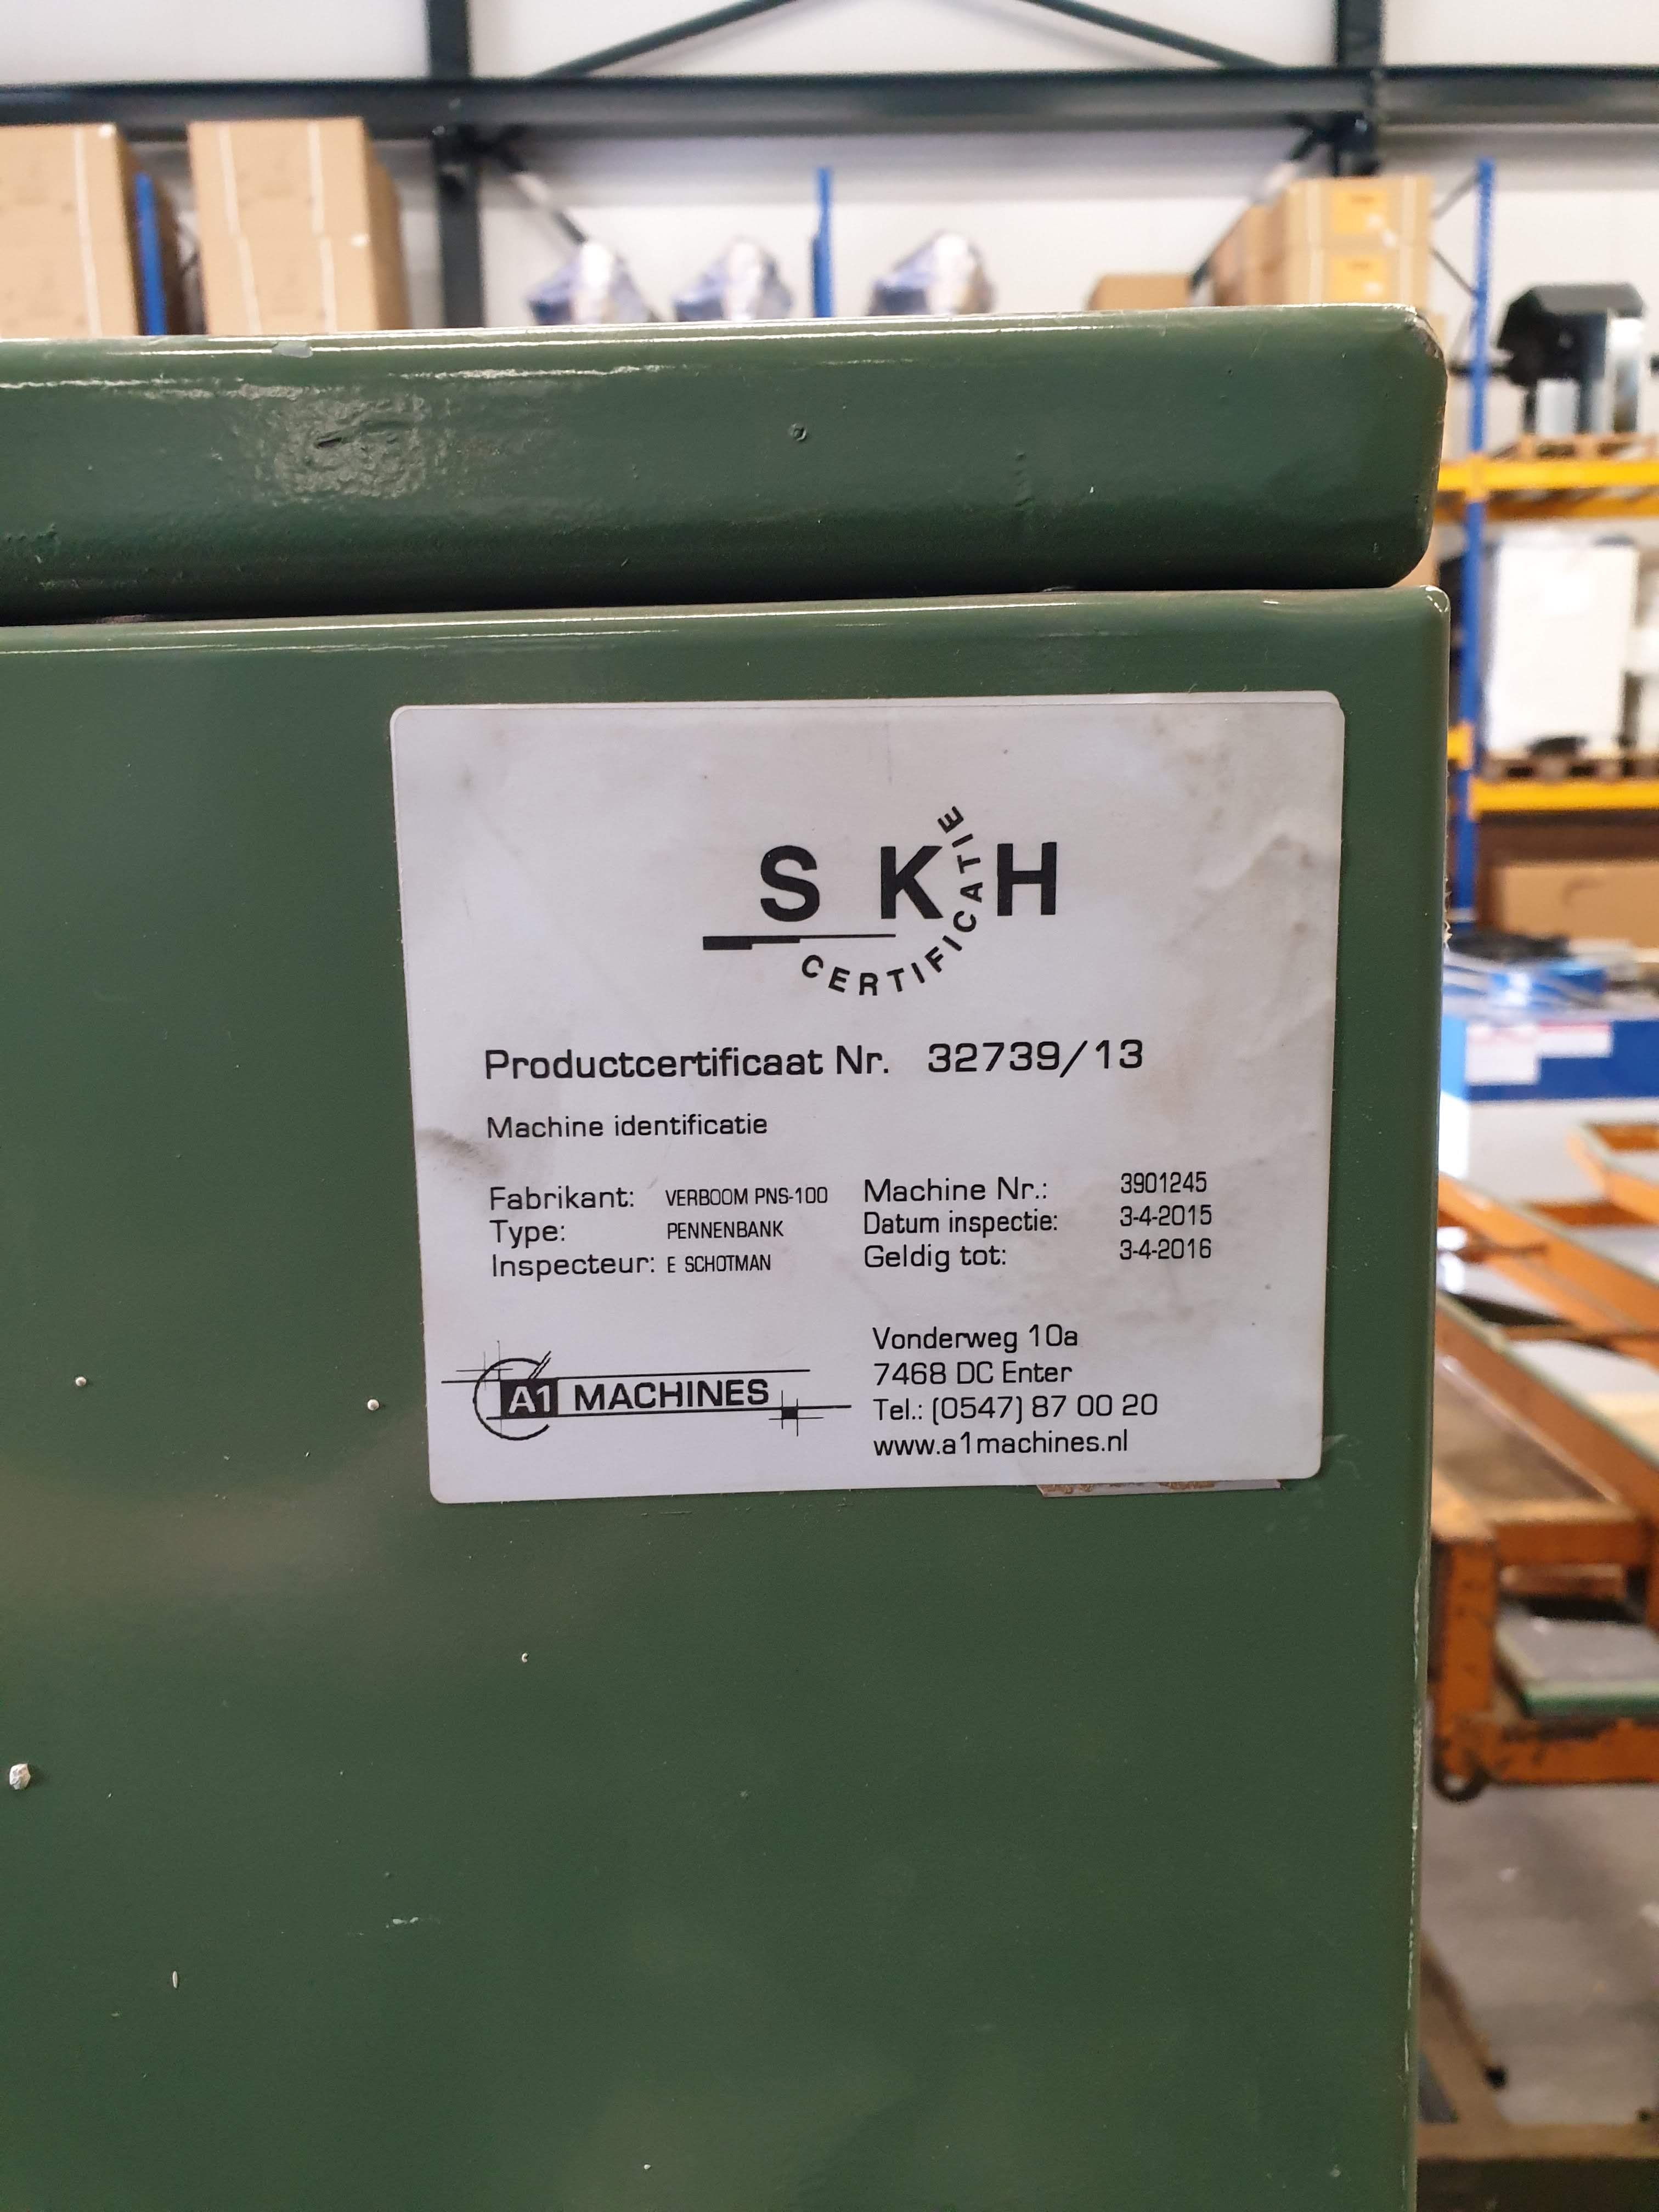 S K H
CERTIFICATIE
Productcertificaat Nr. 32739/13
Machine identificatie
Fabrikant: VERBOOM PNS-100 Machine Nr.: 3901245
Type: PENNENBANK Datum inspectie: 3-4-2015
Inspecteur: E SCHOTMAN Geldig tot: 3-4-2016
A1 MACHINES
Vonderweg 10a
7468 DC Enter
Tel.: (0547) 87 00 20
www.a1machines.nl